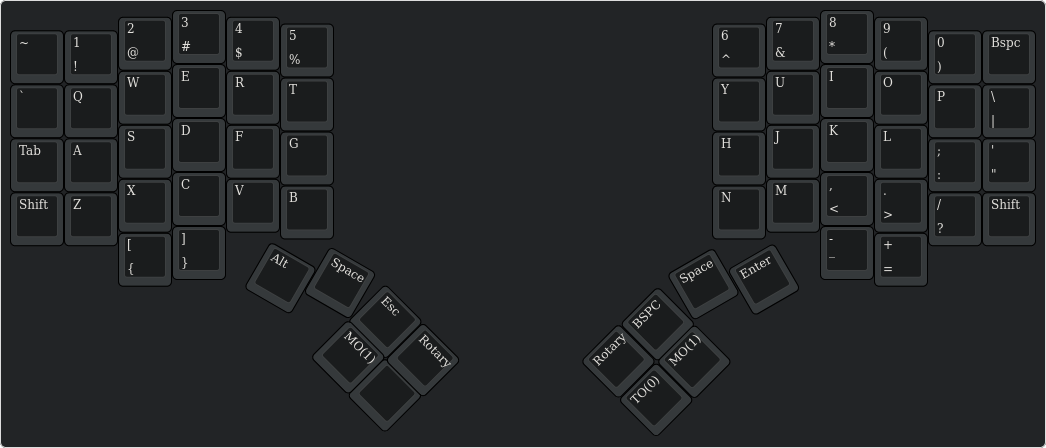 ~ 1 2 3 4 5 6 7 8 9 0 Bspc
! @ # $ % ^ & * ( )
` Q W E R T Y U I O P \
|
Tab A S D F G H J K L ; '
: "
Shift Z X C V B N M , . / Shift
< > ?
[ ] - +
{ } _ =
Alt Space Space Enter
Esc BSPC
MO(1) Rotary Rotary MO(1)
TO(0)